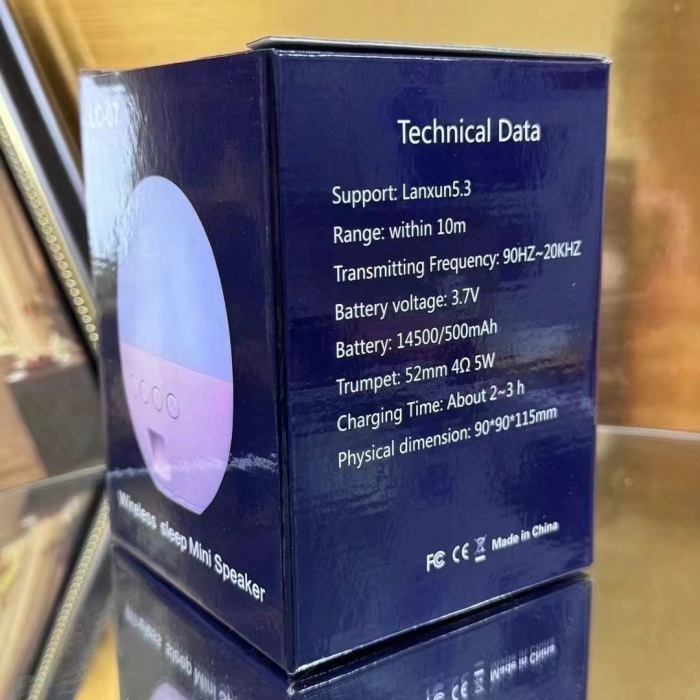 LC-07
Wireless sleep Mini Speaker
Technical Data
Support: Lanxun5.3
Range: within 10m
Transmitting Frequency: 90HZ~20KHZ
Battery voltage: 3.7V
Battery: 14500/500mAh
Trumpet: 52mm 4Ω 5W
Charging Time: About 2~3 h
Physical dimension: 90*90*115mm
FC CE Made in China